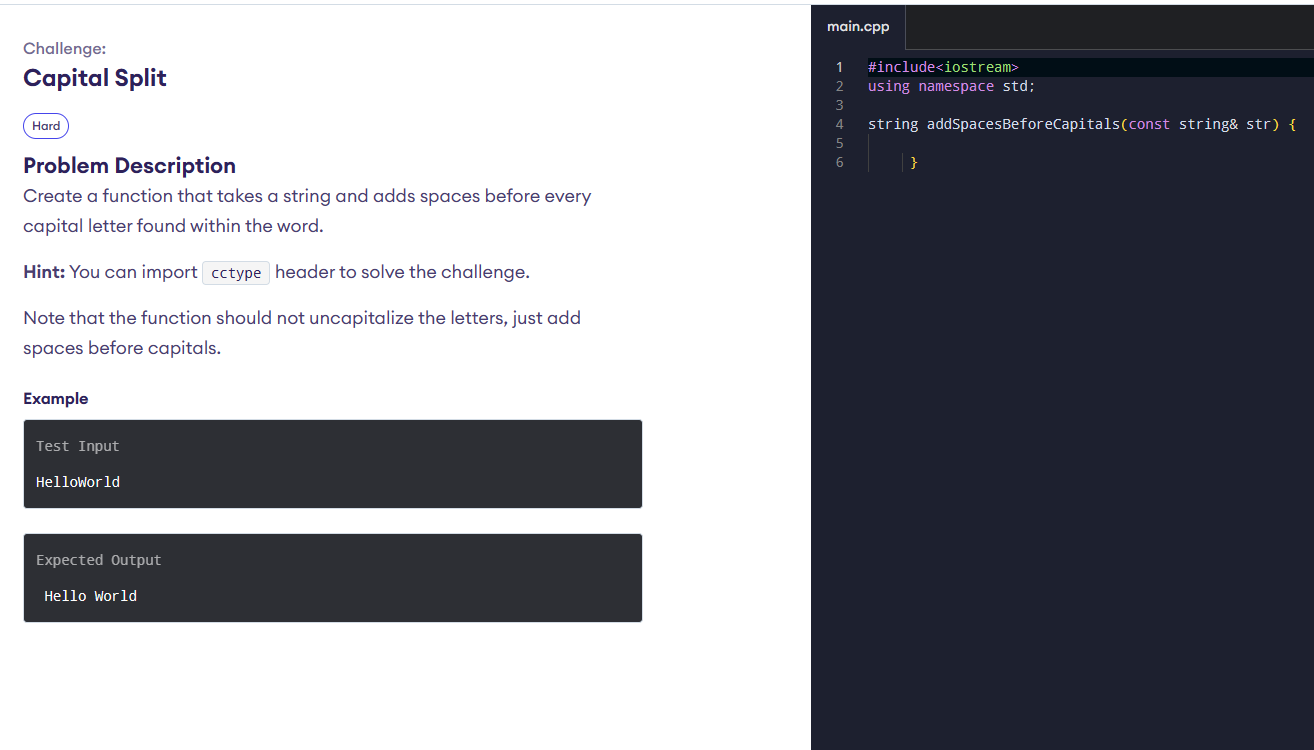 Challenge:
Capital Split
Hard
Problem Description
Create a function that takes a string and adds spaces before every
capital letter found within the word.
Hint: You can import cctype header to solve the challenge.
Note that the function should not uncapitalize the letters, just add
spaces before capitals.
Example
Test Input
HelloWorld
Expected Output
 Hello World
main.cpp
1 #include<iostream>
2 using namespace std;
3
4 string addSpacesBeforeCapitals(const string& str) {
5
6      }